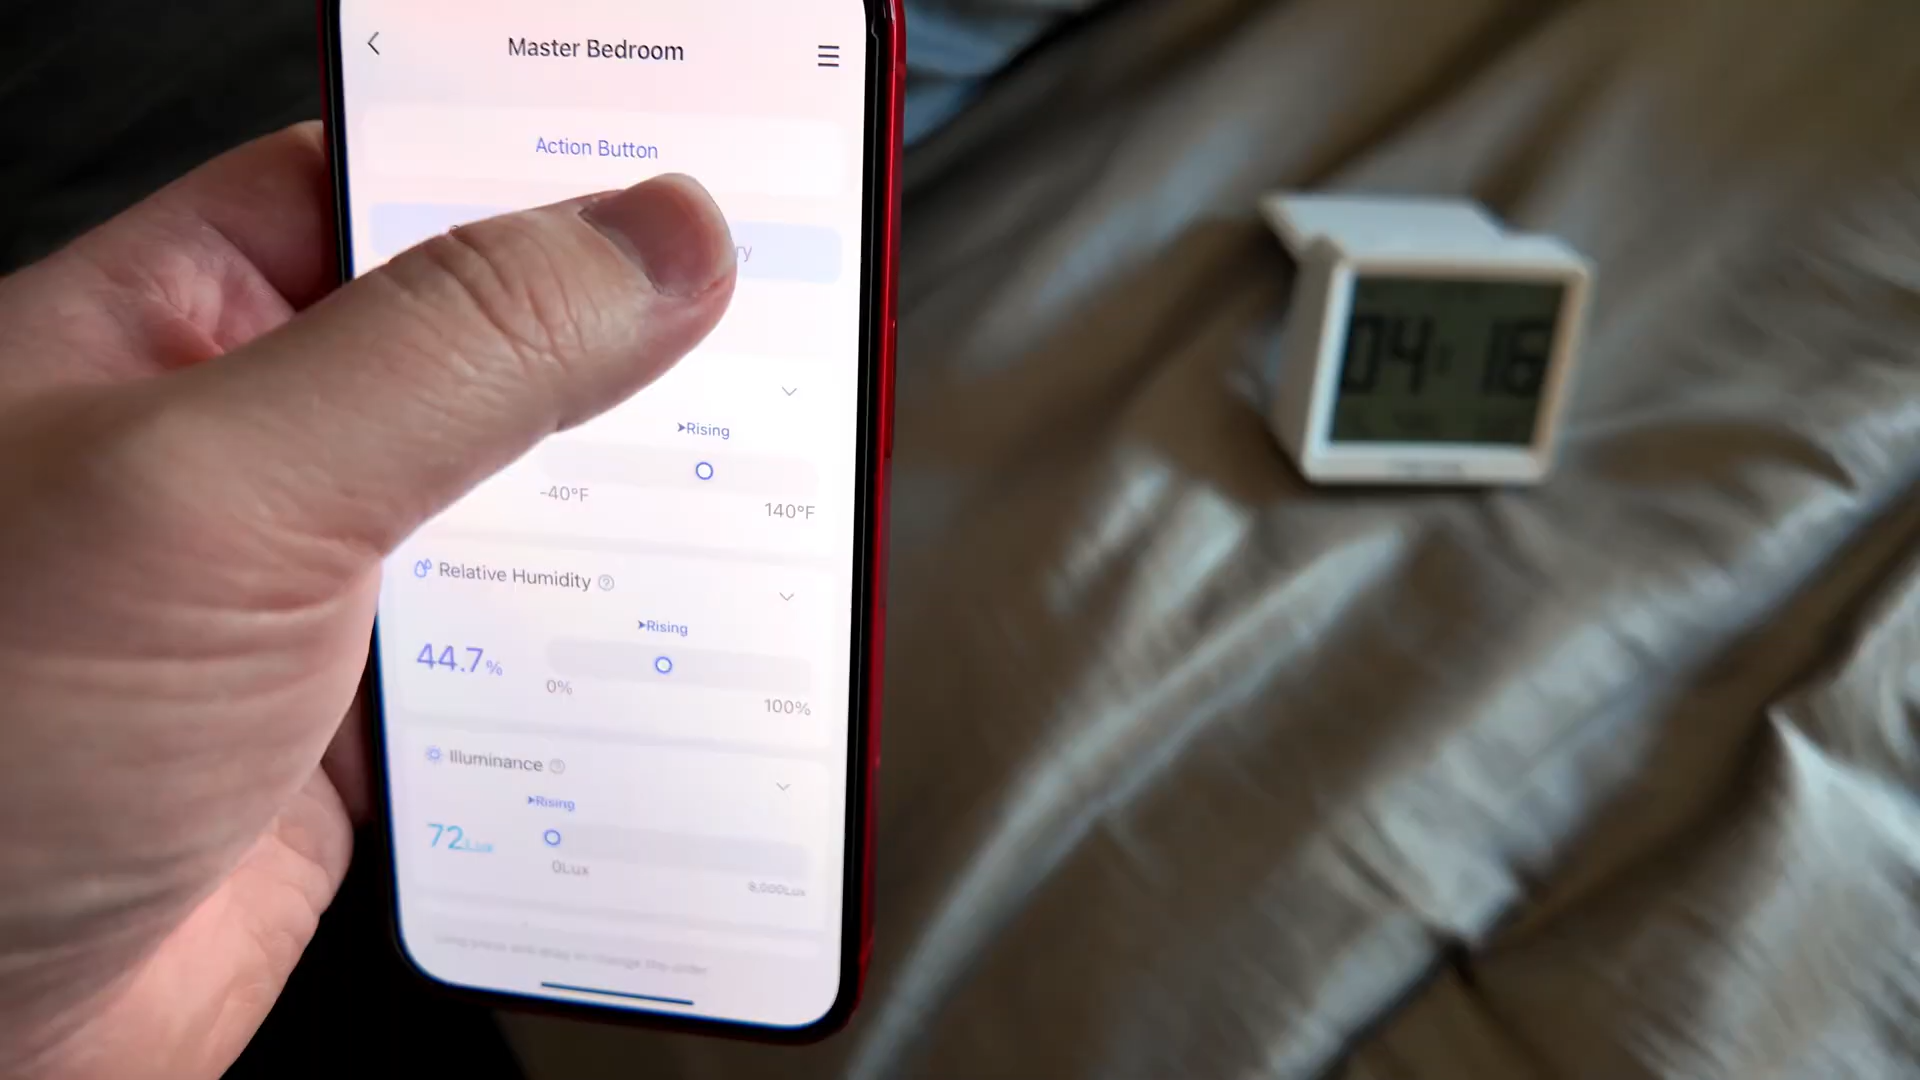 Master Bedroom
Action Button
Rising
-40°F
140°F
Relative Humidity
Rising
44.7%
0%
100%
Illuminance
Rising
72Lux
0Lux
04:16